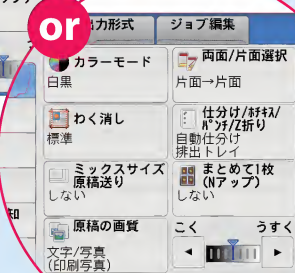 or
出力形式
ジョブ編集
カラーモード
白黒
両面/片面選択
片面→片面
わく消し
標準
仕分け/ﾎﾁｷｽ/
ﾊﾟﾝﾁ/Z折り
自動仕分け
排出トレイ
ミックスサイズ
原稿送り
しない
まとめて1枚
(Nアップ)
しない
知
原稿の画質
文字/写真
(印刷写真)
こく
うすく